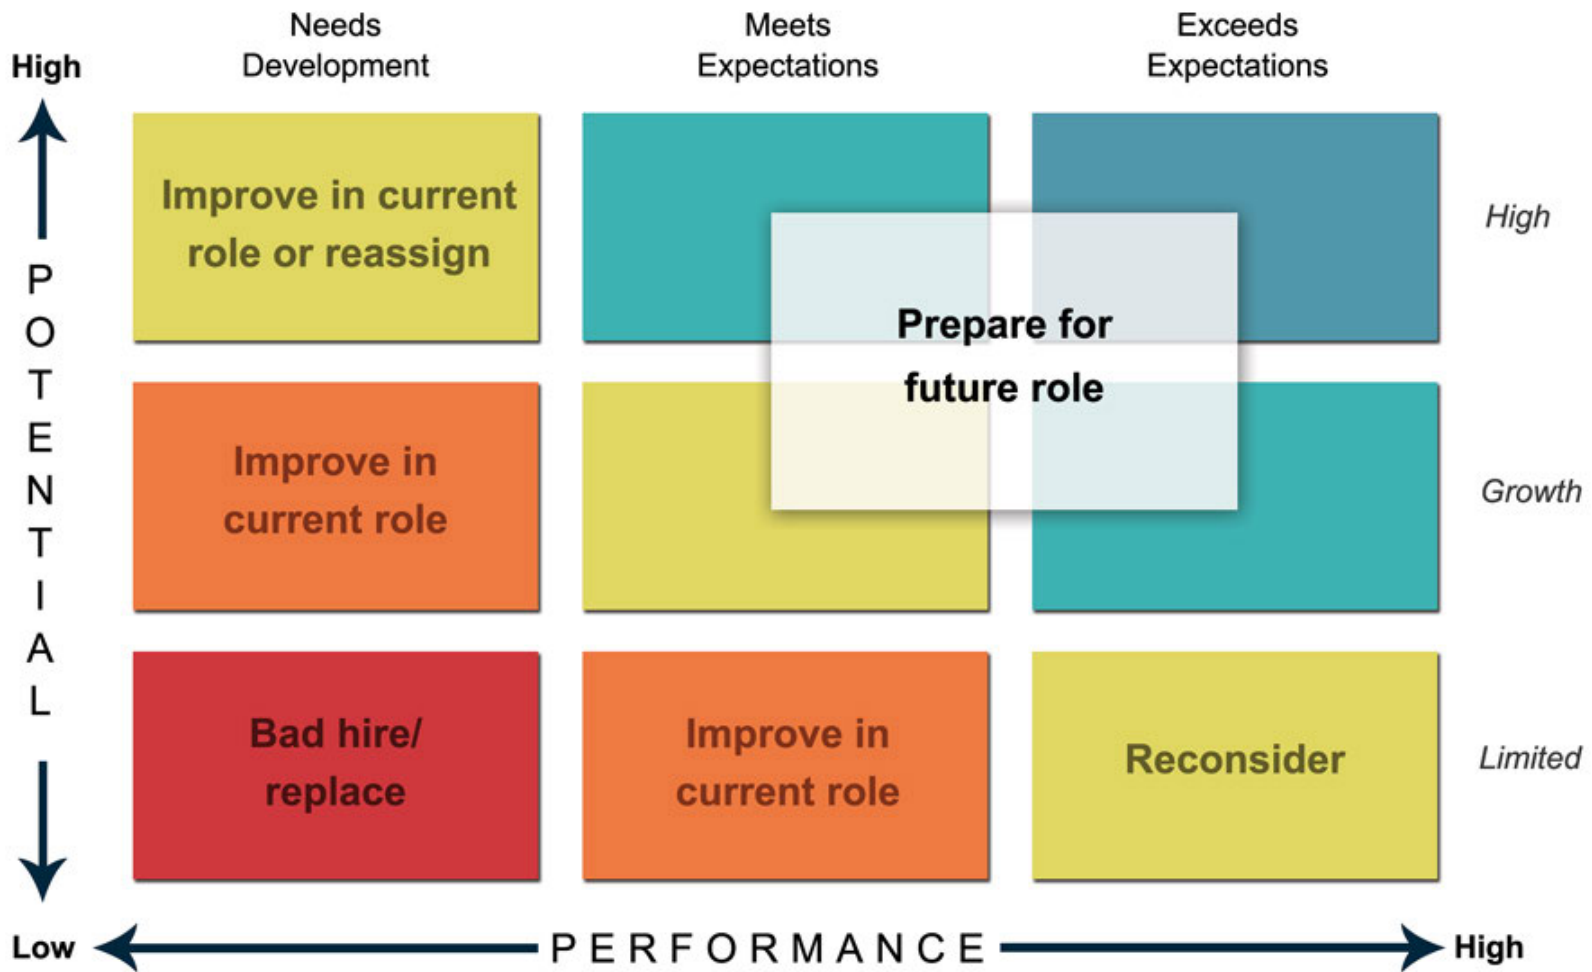 Needs
Development
Meets
Expectations
Exceeds
Expectations
High
POTENTIAL
Improve in current
role or reassign
High
Prepare for
future role
Improve in
current role
Growth
Bad hire/
replace
Improve in
current role
Reconsider
Limited
Low
PERFORMANCE
High